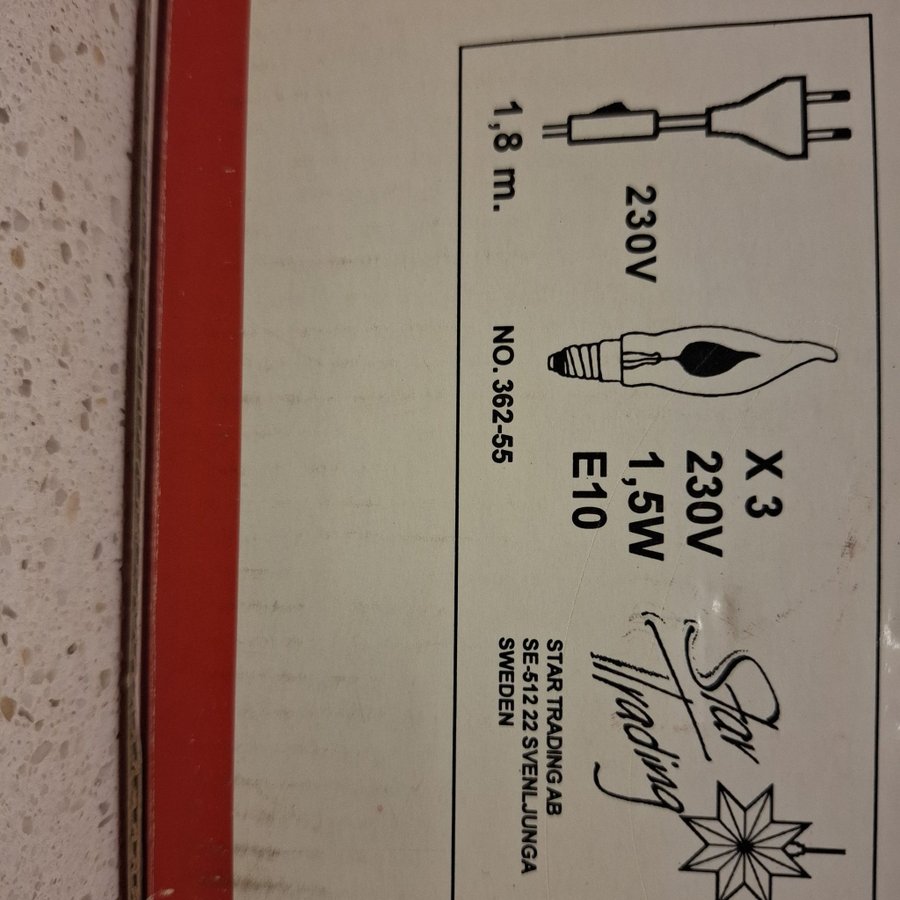 1,8 m.
230V
NO. 362-55
X 3
230V
1,5W
E10
Star
Trading
STAR TRADING AB
SE-512 22 SVENLJUNGA
SWEDEN